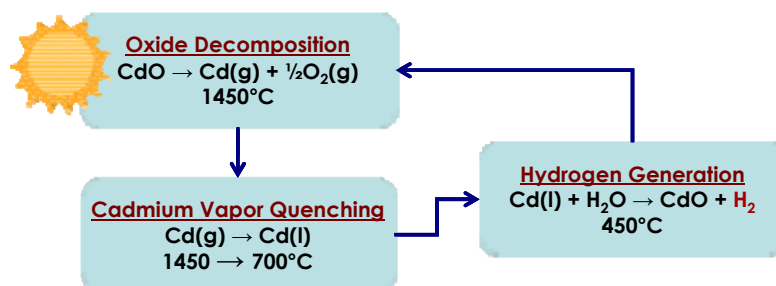 Oxide Decomposition
CdO → Cd(g) + ½O₂(g)
1450°C
Cadmium Vapor Quenching
Cd(g) → Cd(l)
1450 → 700°C
Hydrogen Generation
Cd(l) + H₂O → CdO + H₂
450°C